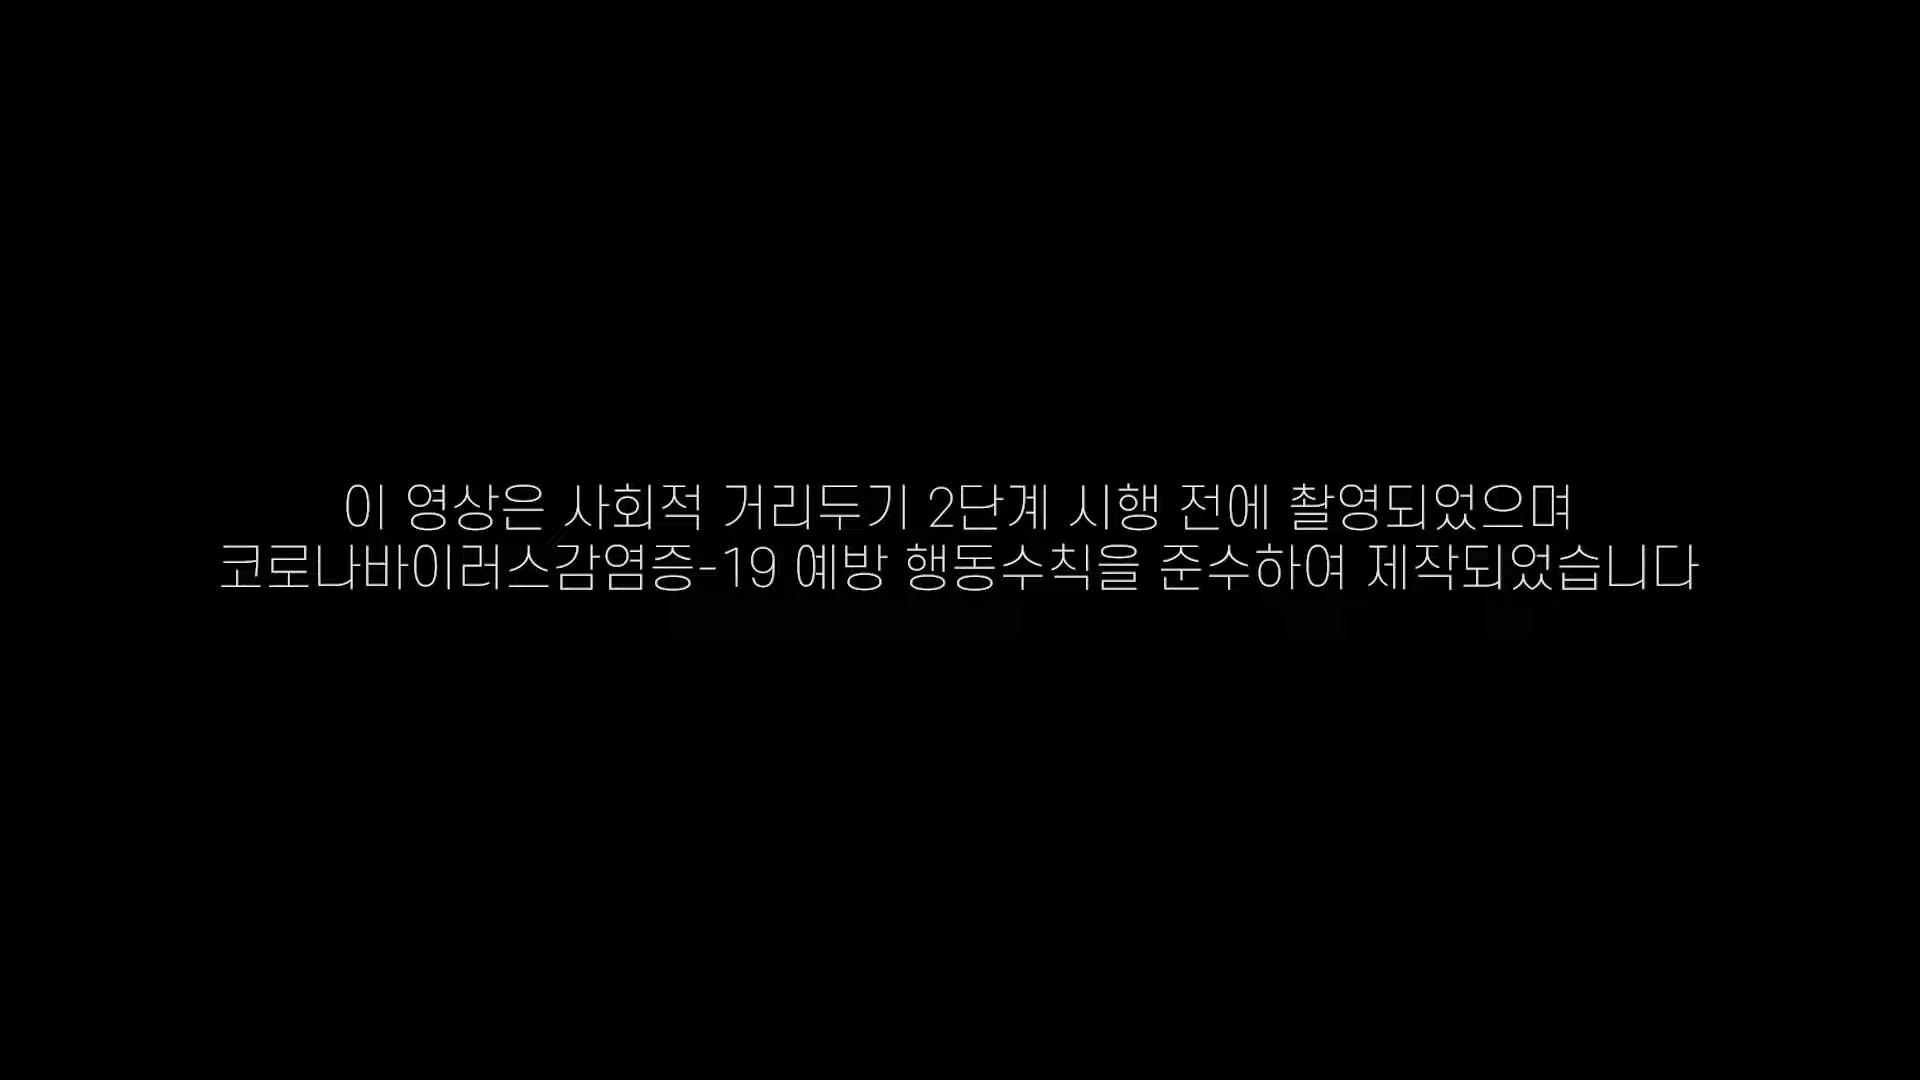 이 영상은 사회적 거리두기 2단계 시행 전에 촬영되었으며
코로나바이러스감염증-19 예방 행동수칙을 준수하여 제작되었습니다